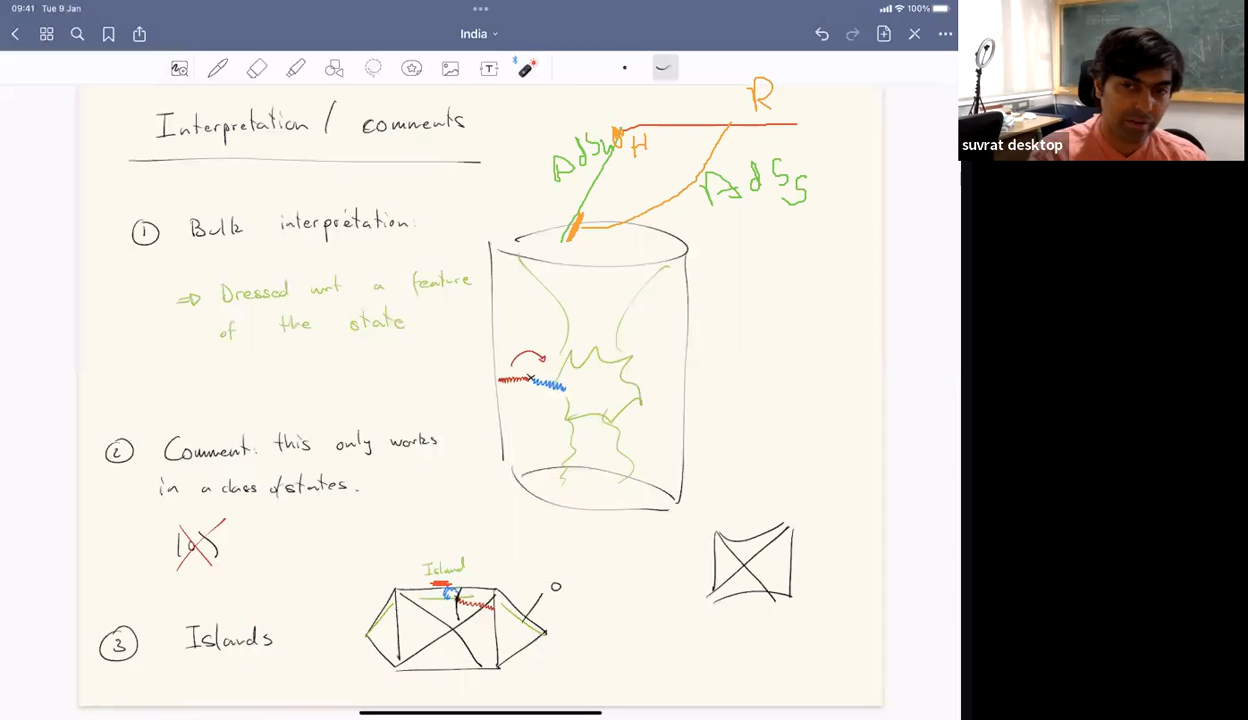 09:41 Tue 9 Jan
100%
India
Interpretation / comments
R
AdS4
H
AdS5
① Bulk interpretation:
⇒ Dressed wrt a feature
of the state
② Comment: this only works
in a class of states.
|0⟩
Island
O
③ Islands
suvrat desktop